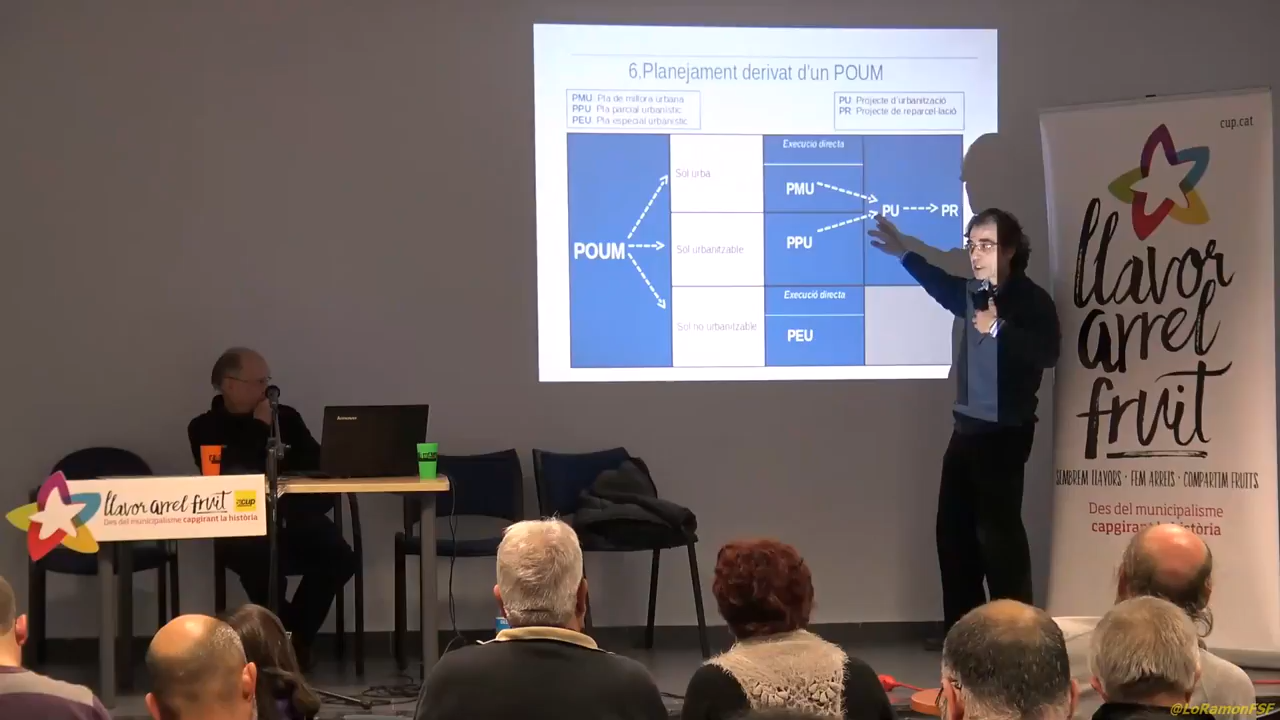 6.Planejament derivat d'un POUM
PMU: Pla de millora urbana
PPU: Pla parcial urbanístic
PEU: Pla especial urbanístic
PU: Projecte d'urbanització
PR: Projecte de reparcel·lació
Execució directa
Sòl urbà
PMU
PU
PR
POUM
Sòl urbanitzable
PPU
Execució directa
Sòl no urbanitzable
PEU
cup.cat
llavor
arrel
fruit
SEMBREM LLAVORS · FEM ARRELS · COMPARTIM FRUITS
Des del municipalisme
capgirant la història
lenovo
llavor arrel fruit
cup
Des del municipalisme capgirant la història
@LoRamonFSF